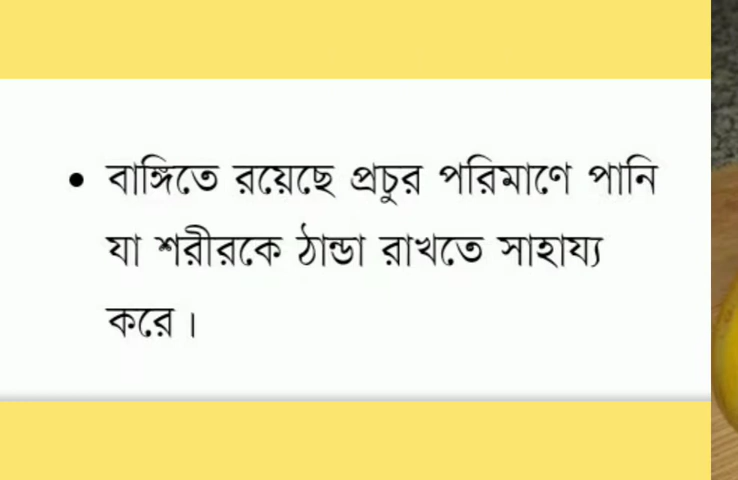 • বাঙ্গিতে রয়েছে প্রচুর পরিমাণে পানি
যা শরীরকে ঠান্ডা রাখতে সাহায্য
করে।